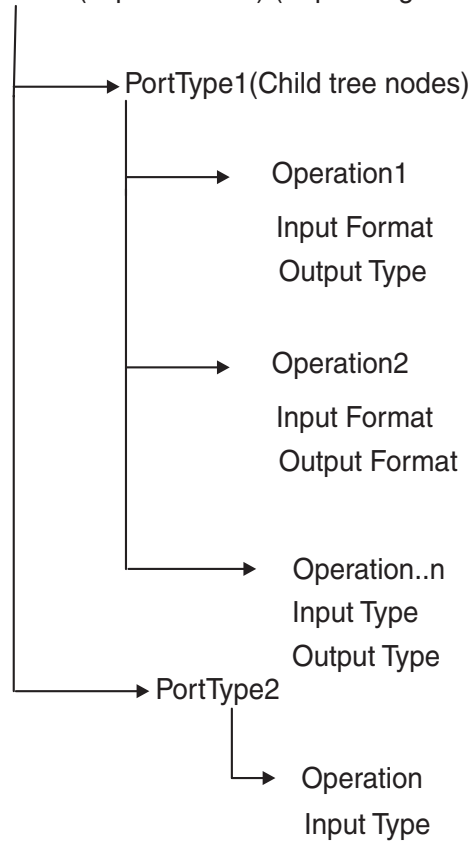 PortType1(Child tree nodes)
Operation1
Input Format
Output Type
Operation2
Input Format
Output Format
Operation..n
Input Type
Output Type
PortType2
Operation
Input Type